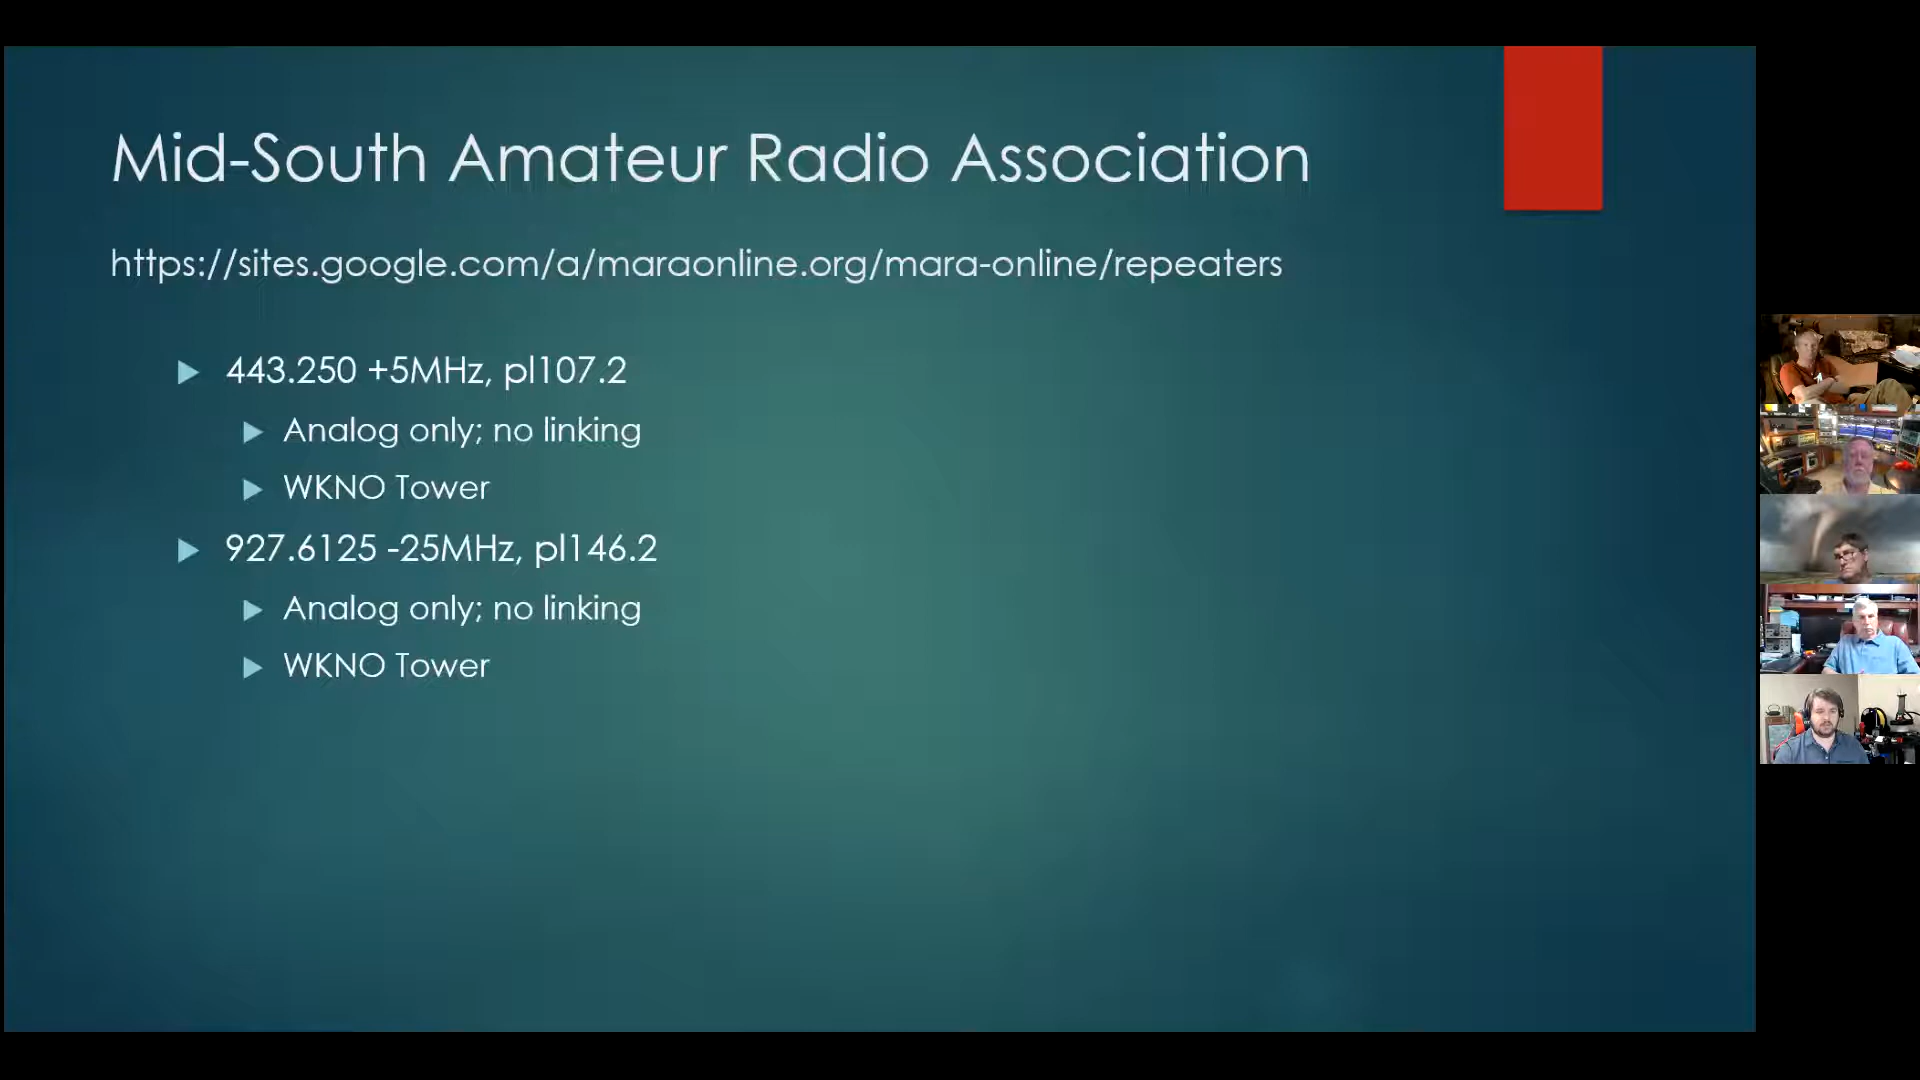 Mid-South Amateur Radio Association
https://sites.google.com/a/maraonline.org/mara-online/repeaters
443.250 +5MHz, pl107.2
Analog only; no linking
WKNO Tower
927.6125 -25MHz, pl146.2
Analog only; no linking
WKNO Tower